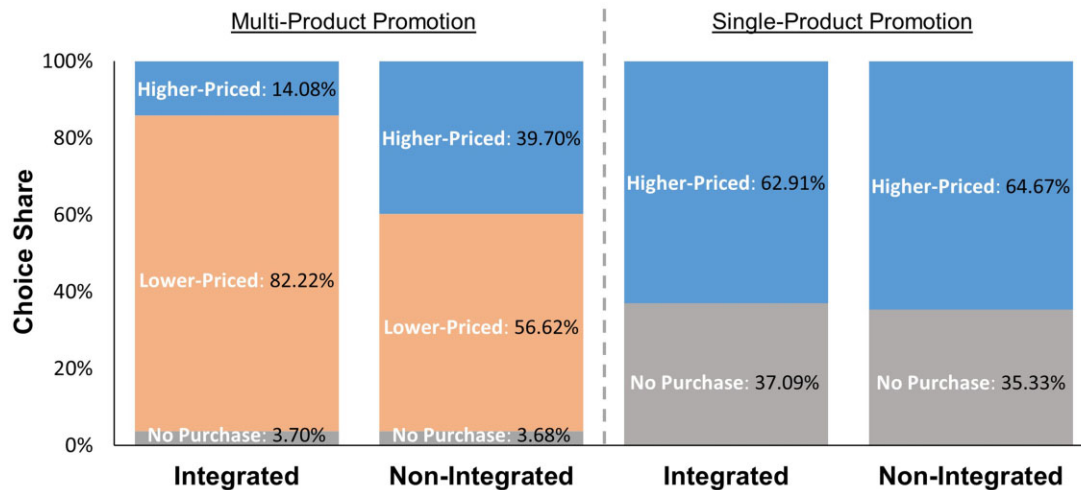 Multi-Product Promotion
Single-Product Promotion
Choice Share
100%
80%
60%
40%
20%
0%
Higher-Priced: 14.08%
Lower-Priced: 82.22%
No Purchase: 3.70%
Higher-Priced: 39.70%
Lower-Priced: 56.62%
No Purchase: 3.68%
Higher-Priced: 62.91%
No Purchase: 37.09%
Higher-Priced: 64.67%
No Purchase: 35.33%
Integrated
Non-Integrated
Integrated
Non-Integrated